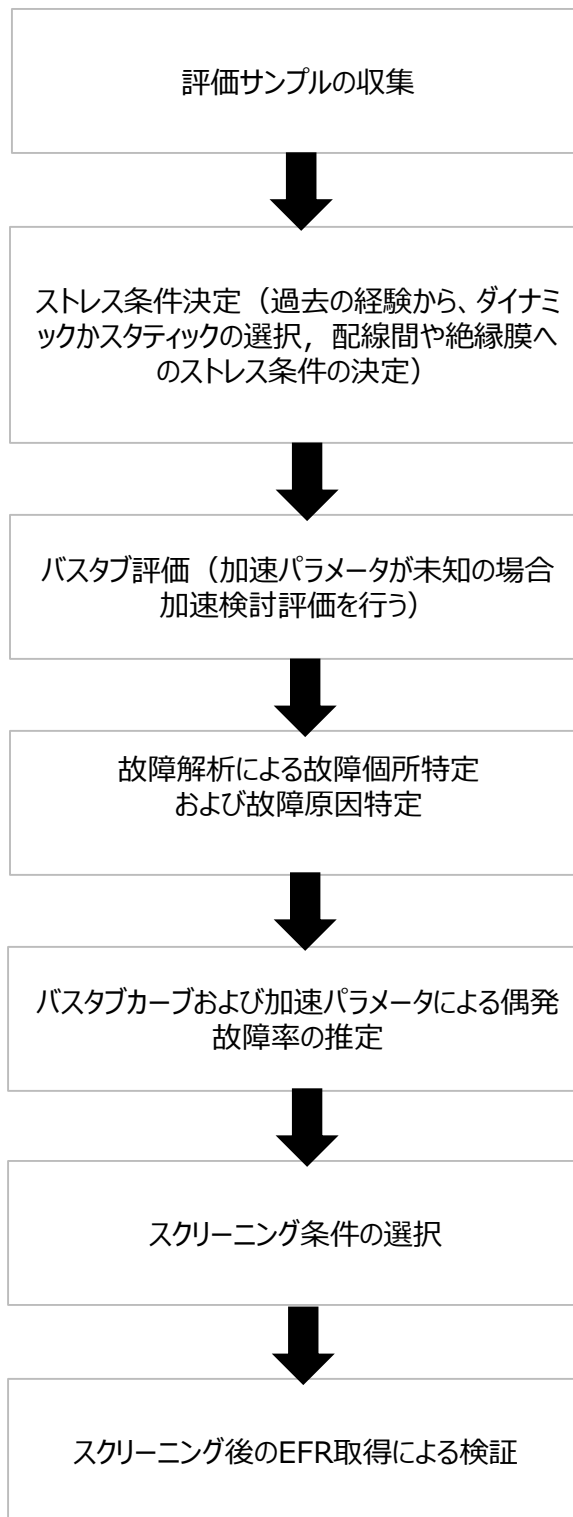 評価サンプルの収集
ストレス条件決定（過去の経験から、ダイナミ
ックかスタティックの選択，配線間や絶縁膜へ
のストレス条件の決定）
バスタブ評価（加速パラメータが未知の場合
加速検討評価を行う）
故障解析による故障個所特定
および故障原因特定
バスタブカーブおよび加速パラメータによる偶発
故障率の推定
スクリーニング条件の選択
スクリーニング後のEFR取得による検証